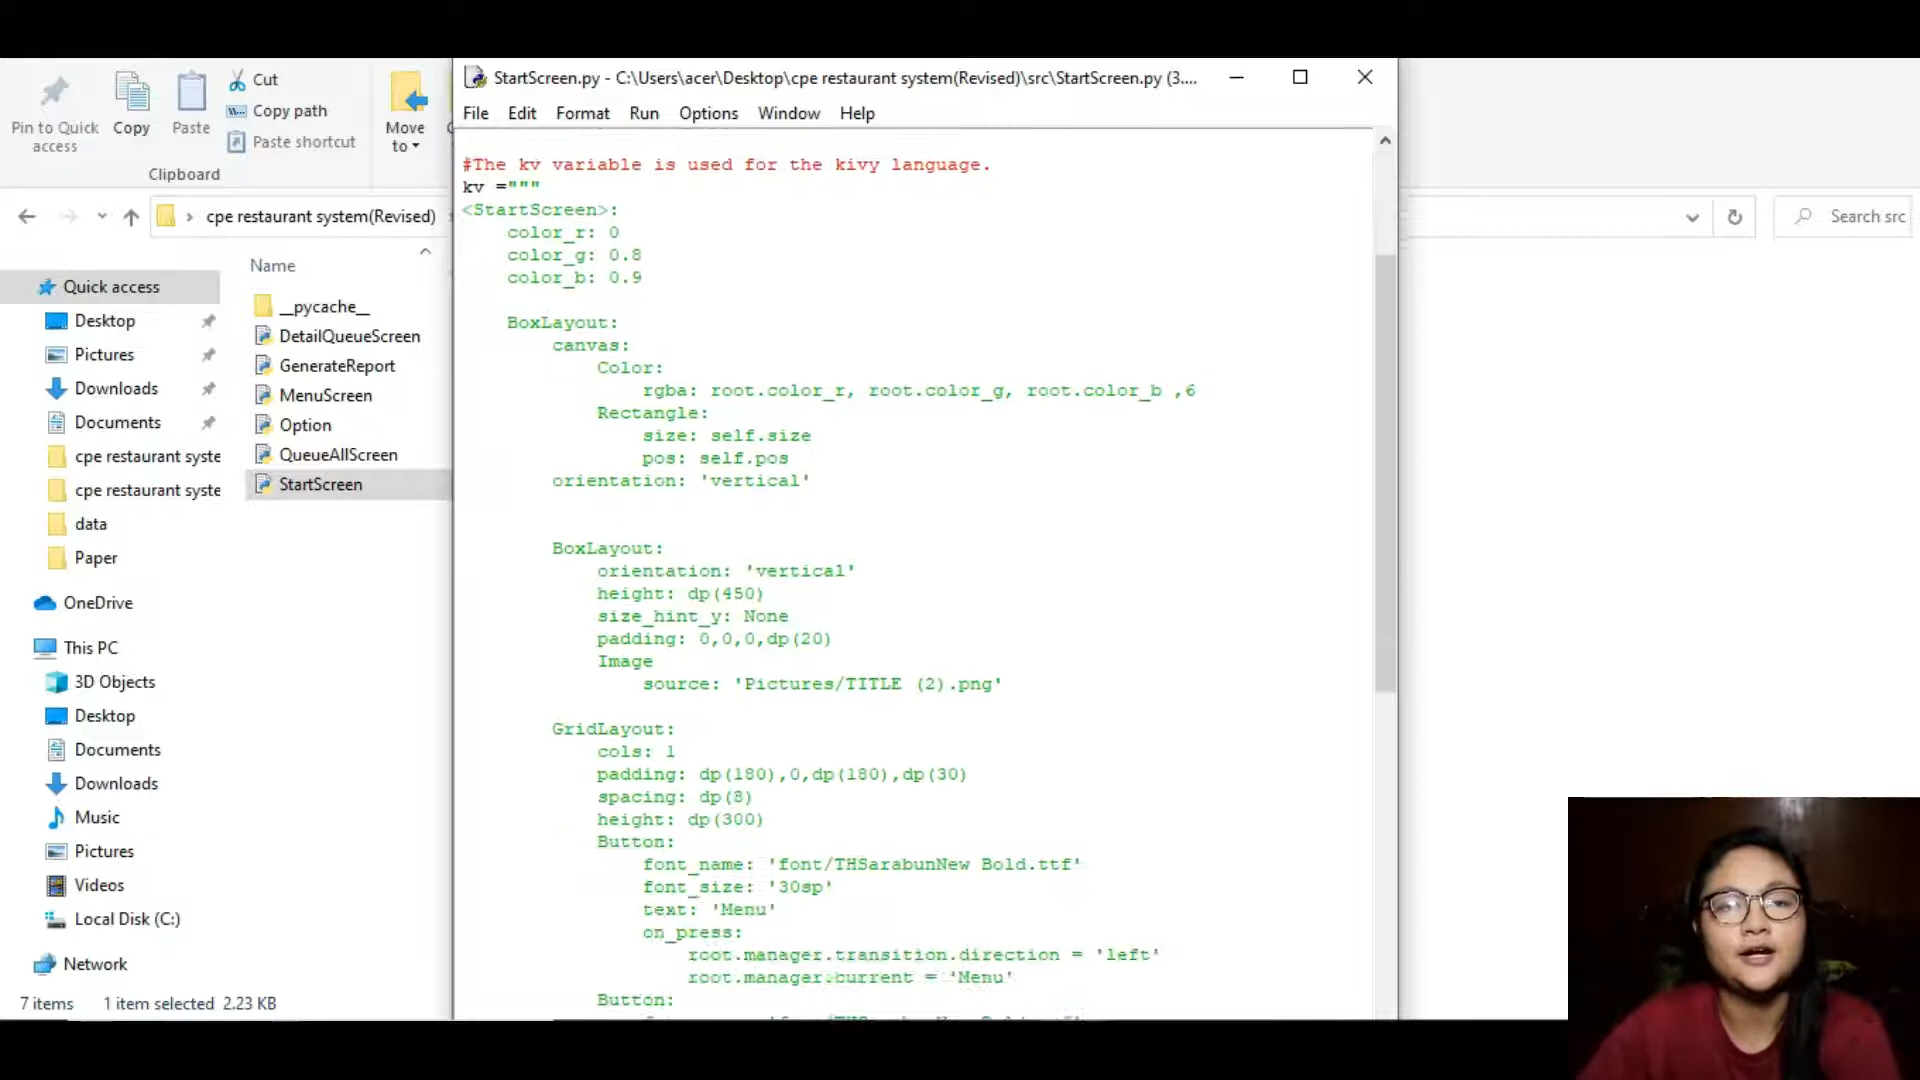 StartScreen.py - C:\Users\acer\Desktop\cpe restaurant system(Revised)\src\StartScreen.py (3....
File Edit Format Run Options Window Help
Pin to Quick access
Copy
Paste
Cut
Copy path
Paste shortcut
Move to
Clipboard
cpe restaurant system(Revised)
Search src
Name
Quick access
Desktop
Pictures
Downloads
Documents
cpe restaurant syste
cpe restaurant syste
data
Paper
OneDrive
This PC
3D Objects
Desktop
Documents
Downloads
Music
Pictures
Videos
Local Disk (C:)
Network
__pycache__
DetailQueueScreen
GenerateReport
MenuScreen
Option
QueueAllScreen
StartScreen
7 items 1 item selected 2.23 KB
#The kv variable is used for the kivy language.
kv ="""
<StartScreen>:
color_r: 0
color_g: 0.8
color_b: 0.9
BoxLayout:
canvas:
Color:
rgba: root.color_r, root.color_g, root.color_b ,6
Rectangle:
size: self.size
pos: self.pos
orientation: 'vertical'
BoxLayout:
orientation: 'vertical'
height: dp(450)
size_hint_y: None
padding: 0,0,0,dp(20)
Image
source: 'Pictures/TITLE (2).png'
GridLayout:
cols: 1
padding: dp(180),0,dp(180),dp(30)
spacing: dp(8)
height: dp(300)
Button:
font_name: 'font/THSarabunNew Bold.ttf'
font_size: '30sp'
text: 'Menu'
on_press:
root.manager.transition.direction = 'left'
root.manager.current = 'Menu'
Button: